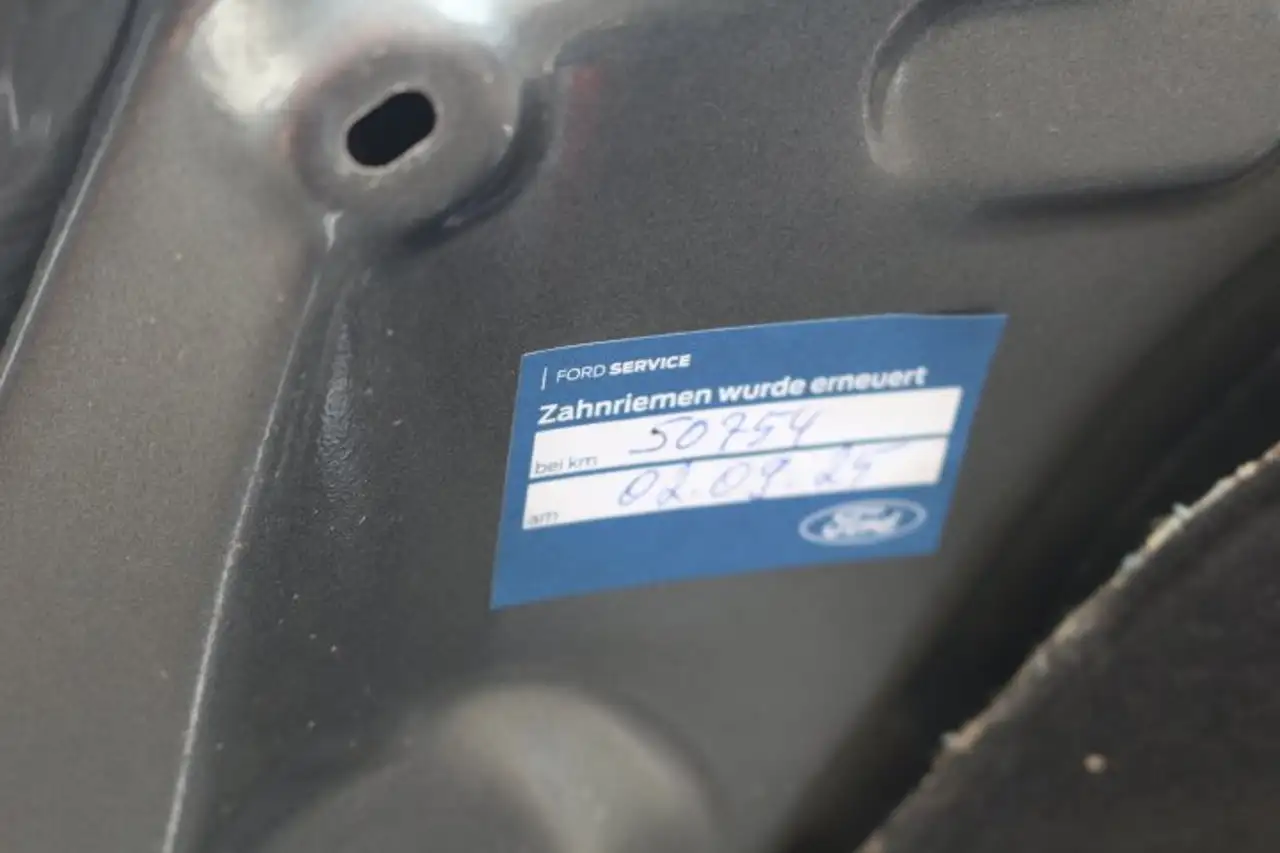 FORD SERVICE
Zahnriemen wurde erneuert
bei km 50754
am 02.09.25
Ford